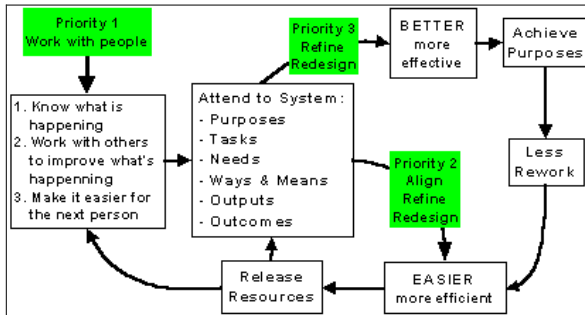 Priority 1
Work with people
1. Know what is
happening
2. Work with others
to improve what's
happenning
3. Make it easier for
the next person
Attend to System:
- Purposes
- Tasks
- Needs
- Ways & Means
- Outputs
- Outcomes
Priority 3
Refine
Redesign
BETTER
more
effective
Achieve
Purposes
Less
Rework
Priority 2
Align
Refine
Redesign
EASIER
more efficient
Release
Resources